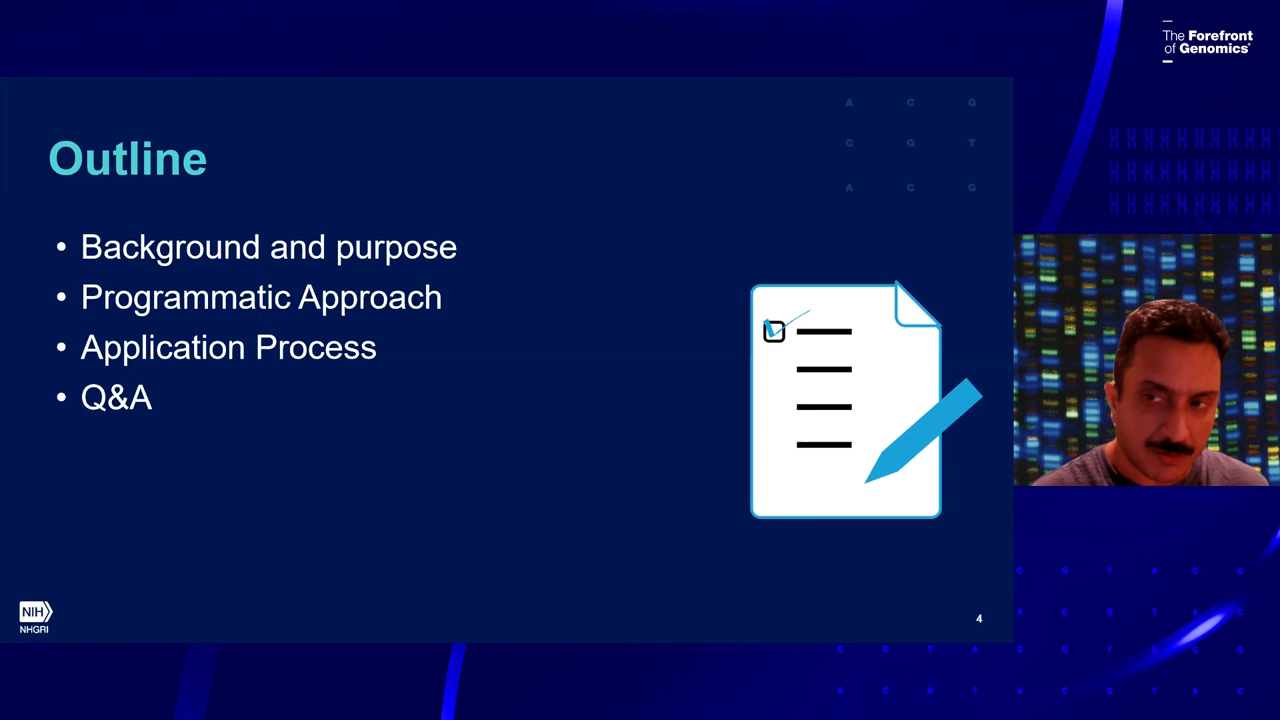 The Forefront
of Genomics®
A C G
C G T
A C G
Outline
• Background and purpose
• Programmatic Approach
• Application Process
• Q&A
NIH
NHGRI
4
C G T A C G
A C G T A C
C G T A C G T A C G
A C G T A C G T A C